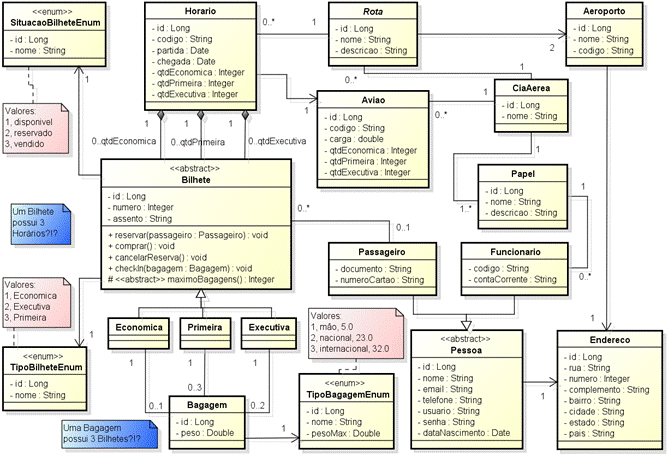 <<enum>>
SituacaoBilheteEnum
- id : Long
- nome : String
Horario
- id : Long
- codigo : String
- partida : Date
- chegada : Date
- qtdEconomica : Integer
- qtdPrimeira : Integer
- qtdExecutiva : Integer
0..*
1
Rota
- id : Long
- nome : String
- descricao : String
1
2
Aeroporto
- id : Long
- nome : String
- codigo : String
1
Valores:
1, disponivel
2, reservado
3, vendido
1
Aviao
- id : Long
- codigo : String
- carga : double
- qtdEconomica : Integer
- qtdPrimeira : Integer
- qtdExecutiva : Integer
0..*
1
1
0..*
CiaAerea
- id : Long
- nome : String
1
1
1
0..qtdEconomica
0..qtdPrimeira
0..qtdExecutiva
1
1..*
Papel
- id : Long
- nome : String
- descricao : String
1
0..*
<<abstract>>
Bilhete
- id : Long
- numero : Integer
- assento : String
+ reservar(passageiro : Passageiro) : void
+ comprar() : void
+ cancelarReserva() : void
+ checkIn(bagagem : Bagagem) : void
# <<abstract>> maximoBagagens() : Integer
0..*
0..1
Um Bilhete
possui 3
Horários?!?
Passageiro
- documento : String
- numeroCartao : String
Funcionario
- codigo : String
- contaCorrente : String
Valores:
1, Economica
2, Executiva
3, Primeira
1
<<enum>>
TipoBilheteEnum
- id : Long
- nome : String
Economica
Primeira
Executiva
1
1
1
0..1
0..3
0..2
Valores:
1, mão, 5.0
2, nacional, 23.0
3, internacional, 32.0
<<abstract>>
Pessoa
- id : Long
- nome : String
- email : String
- telefone : String
- usuario : String
- senha : String
- dataNascimento : Date
1
1
Endereco
- id : Long
- rua : String
- numero : Integer
- complemento : String
- bairro : String
- cidade : String
- estado : String
- pais : String
Uma Bagagem
possui 3 Bilhetes?!?
Bagagem
- id : Long
- peso : Double
1
<<enum>>
TipoBagagemEnum
- id : Long
- nome : String
- pesoMax : Double